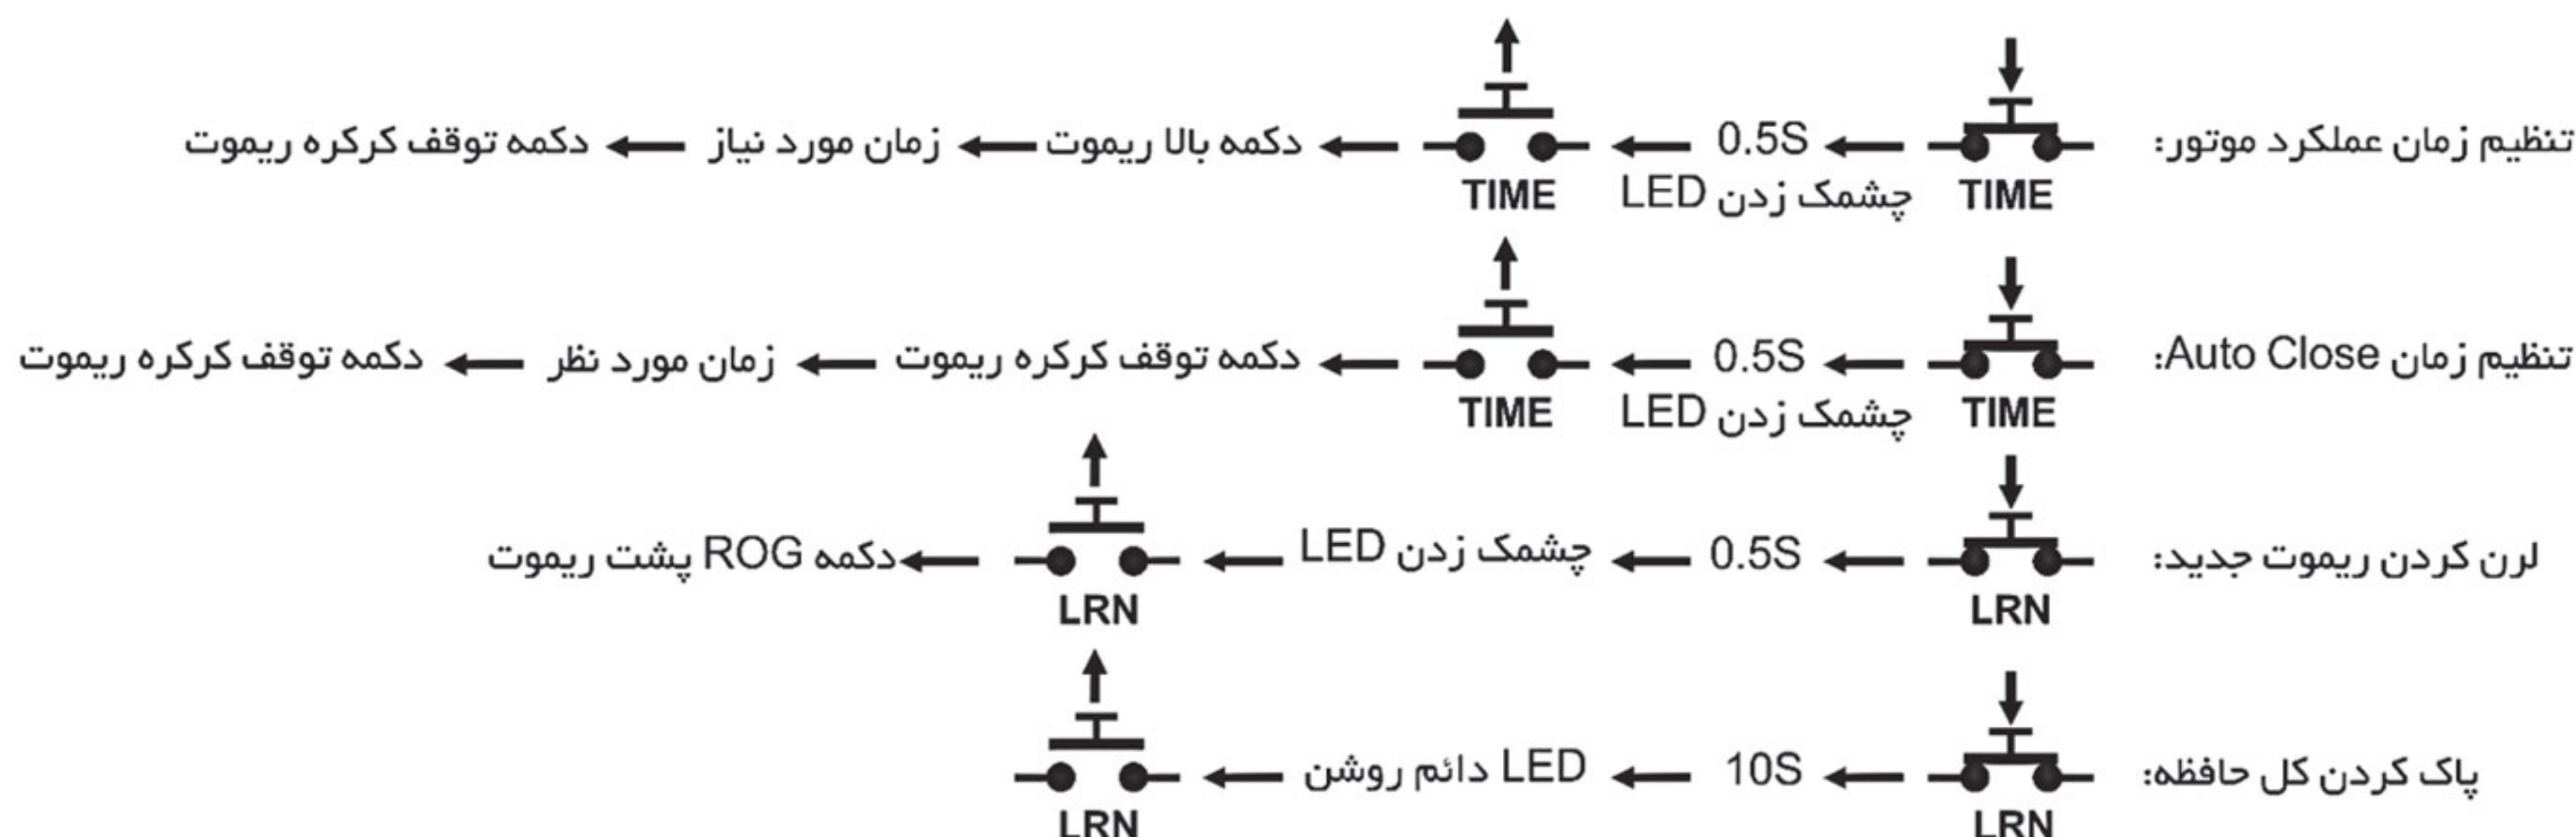 تنظیم زمان عملکرد موتور: 0.5S دکمه بالا ریموت زمان مورد نیاز دکمه توقف کرکره ریموت
TIME چشمک زدن LED TIME
تنظیم زمان Auto Close: 0.5S دکمه توقف کرکره ریموت زمان مورد نظر دکمه توقف کرکره ریموت
TIME چشمک زدن LED TIME
لرن کردن ریموت جدید: 0.5S چشمک زدن LED دکمه ROG پشت ریموت
LRN LRN
پاک کردن کل حافظه: 10S LED دائم روشن
LRN LRN